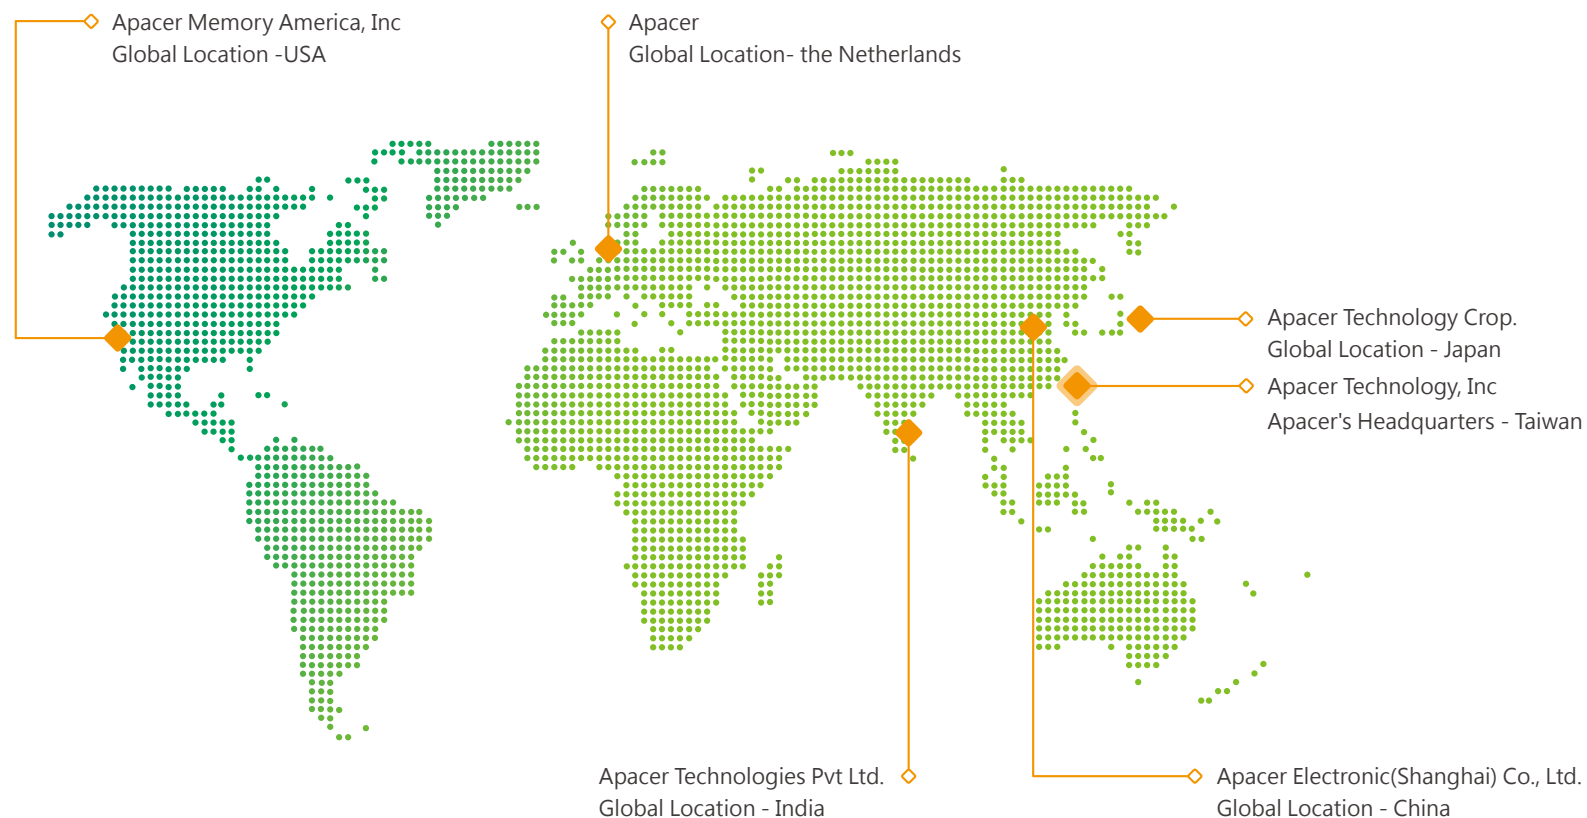 Apacer Memory America, Inc
Global Location -USA
Apacer
Global Location- the Netherlands
Apacer Technology Crop.
Global Location - Japan
Apacer Technology, Inc
Apacer's Headquarters - Taiwan
Apacer Technologies Pvt Ltd.
Global Location - India
Apacer Electronic(Shanghai) Co., Ltd.
Global Location - China